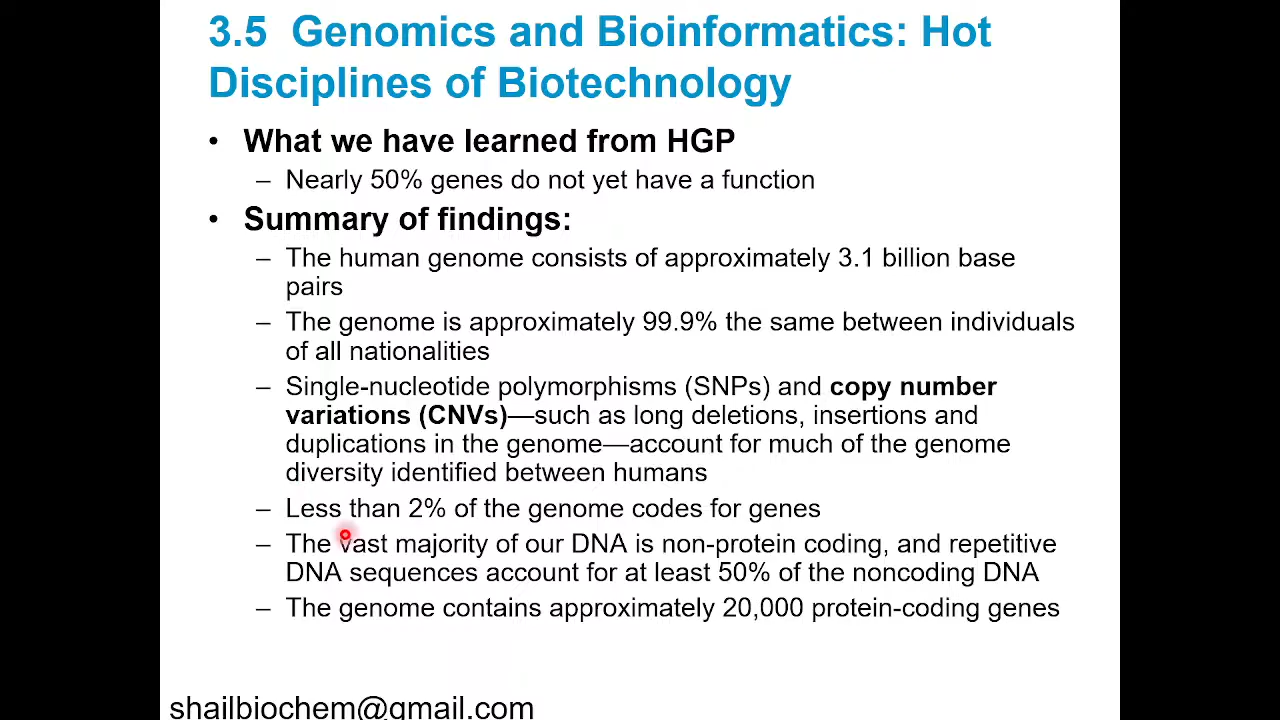 3.5 Genomics and Bioinformatics: Hot
Disciplines of Biotechnology
• What we have learned from HGP
– Nearly 50% genes do not yet have a function
• Summary of findings:
– The human genome consists of approximately 3.1 billion base
pairs
– The genome is approximately 99.9% the same between individuals
of all nationalities
– Single-nucleotide polymorphisms (SNPs) and copy number
variations (CNVs)—such as long deletions, insertions and
duplications in the genome—account for much of the genome
diversity identified between humans
– Less than 2% of the genome codes for genes
– The vast majority of our DNA is non-protein coding, and repetitive
DNA sequences account for at least 50% of the noncoding DNA
– The genome contains approximately 20,000 protein-coding genes
shailbiochem@gmail.com